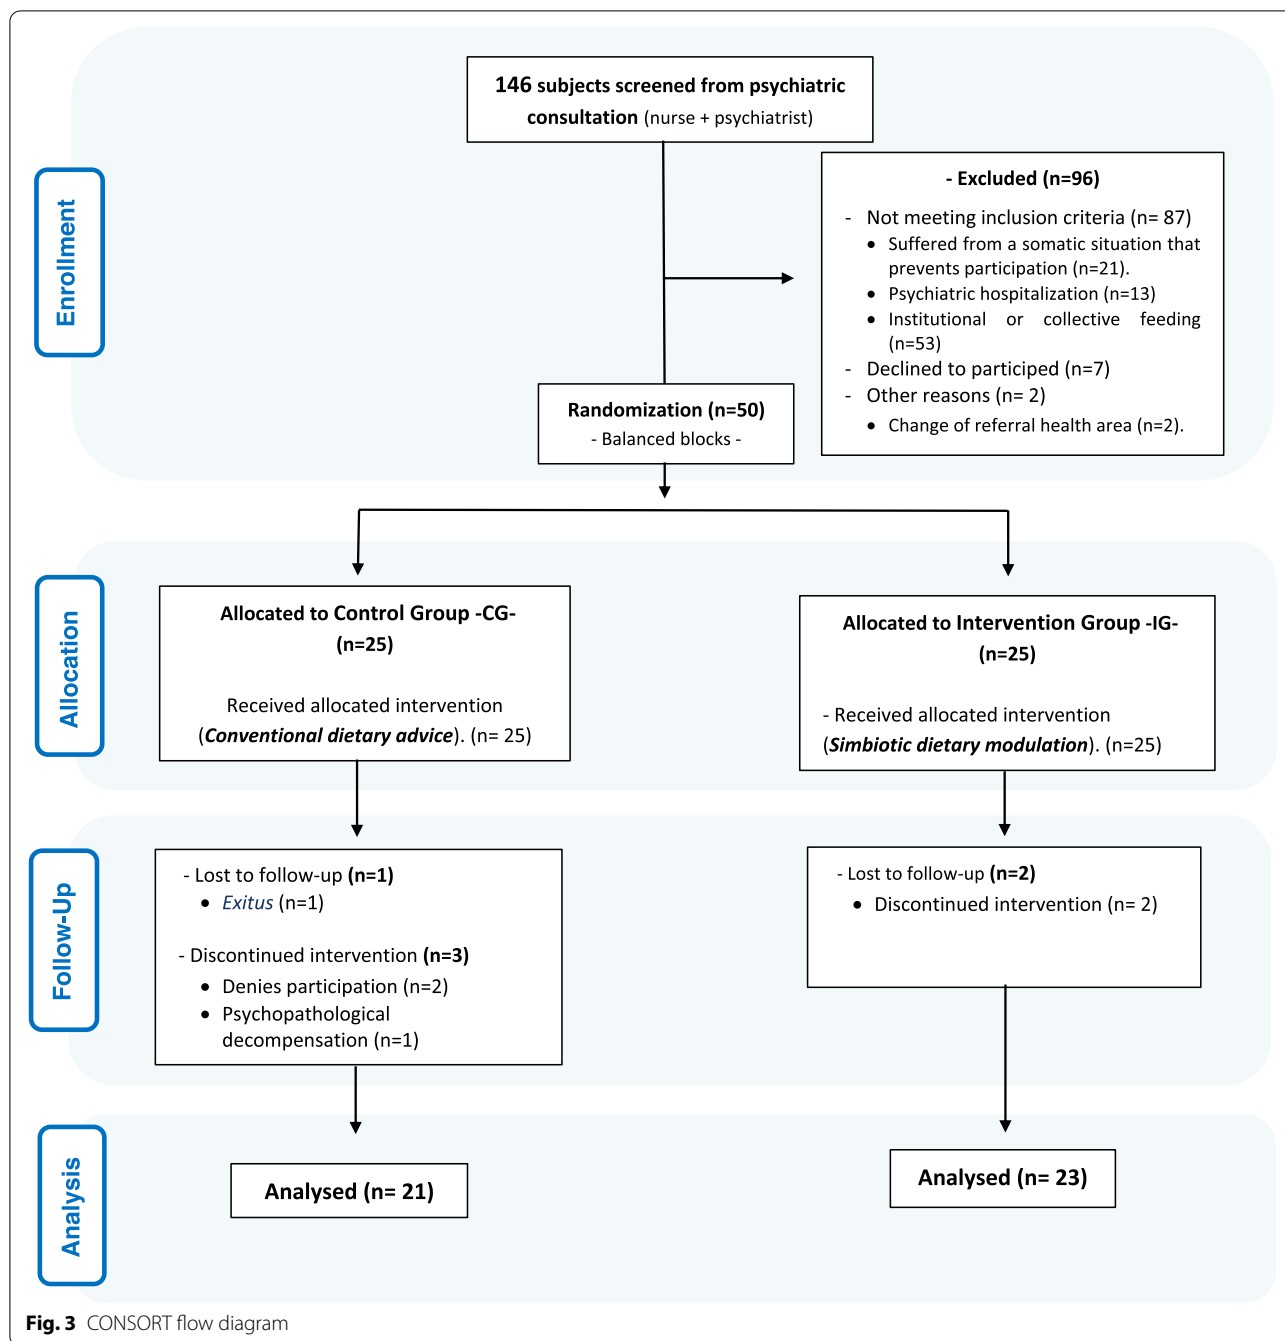 146 subjects screened from psychiatric
consultation (nurse + psychiatrist)
Enrollment
- Excluded (n=96)
- Not meeting inclusion criteria (n= 87)
• Suffered from a somatic situation that
prevents participation (n=21).
• Psychiatric hospitalization (n=13)
• Institutional or collective feeding
(n=53)
- Declined to participed (n=7)
- Other reasons (n= 2)
• Change of referral health area (n=2).
Randomization (n=50)
- Balanced blocks -
Allocation
Allocated to Control Group -CG-
(n=25)
Received allocated intervention
(Conventional dietary advice). (n= 25)
Allocated to Intervention Group -IG-
(n=25)
- Received allocated intervention
(Simbiotic dietary modulation). (n=25)
Follow-Up
- Lost to follow-up (n=1)
• Exitus (n=1)
- Discontinued intervention (n=3)
• Denies participation (n=2)
• Psychopathological
decompensation (n=1)
- Lost to follow-up (n=2)
• Discontinued intervention (n= 2)
Analysis
Analysed (n= 21)
Analysed (n= 23)
Fig. 3 CONSORT flow diagram